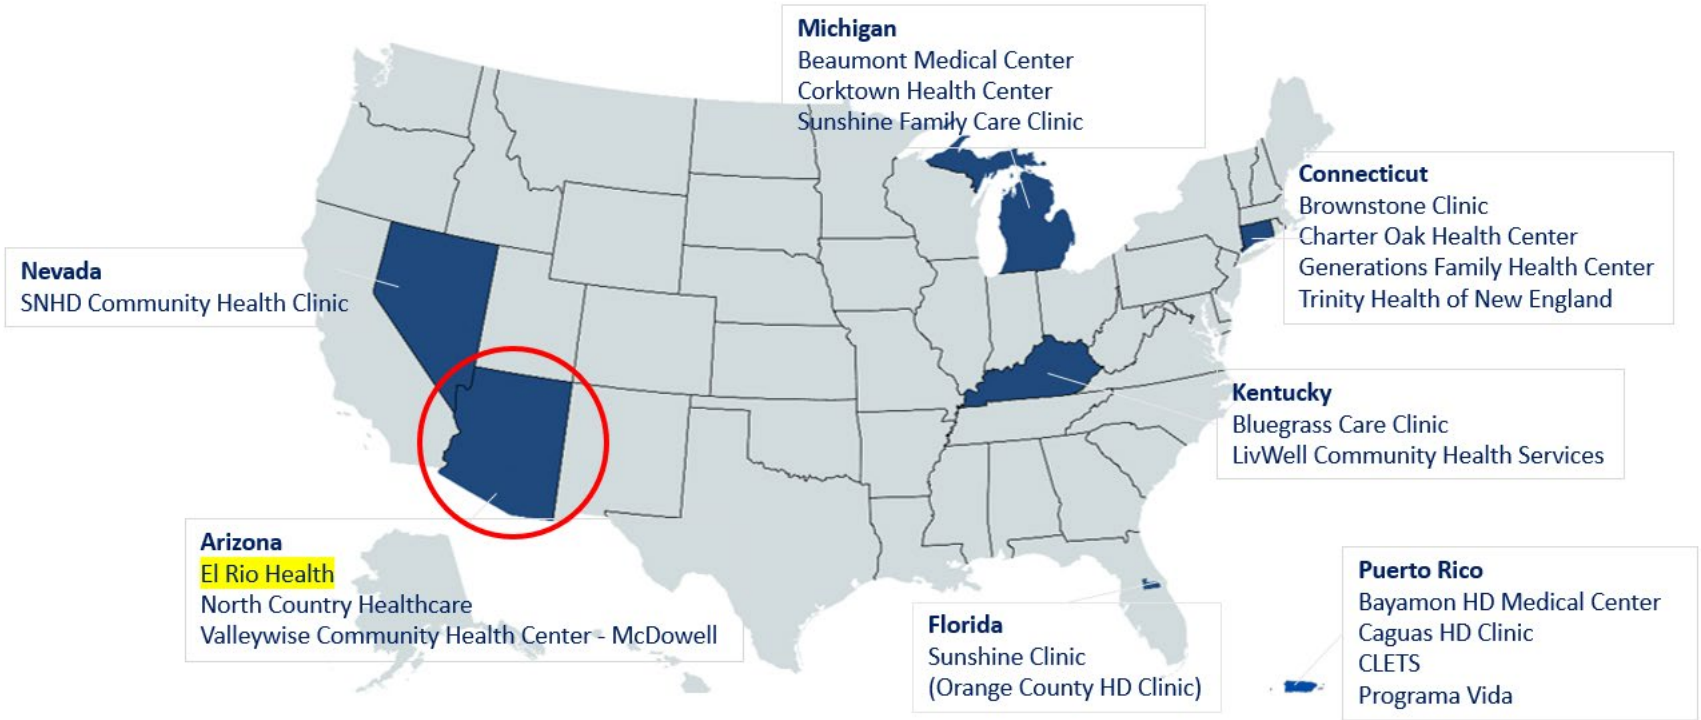 Michigan
Beaumont Medical Center
Corktown Health Center
Sunshine Family Care Clinic
Connecticut
Brownstone Clinic
Charter Oak Health Center
Generations Family Health Center
Trinity Health of New England
Nevada
SNHD Community Health Clinic
Kentucky
Bluegrass Care Clinic
LivWell Community Health Services
Arizona
El Rio Health
North Country Healthcare
Valleywise Community Health Center - McDowell
Florida
Sunshine Clinic
(Orange County HD Clinic)
Puerto Rico
Bayamon HD Medical Center
Caguas HD Clinic
CLETS
Programa Vida